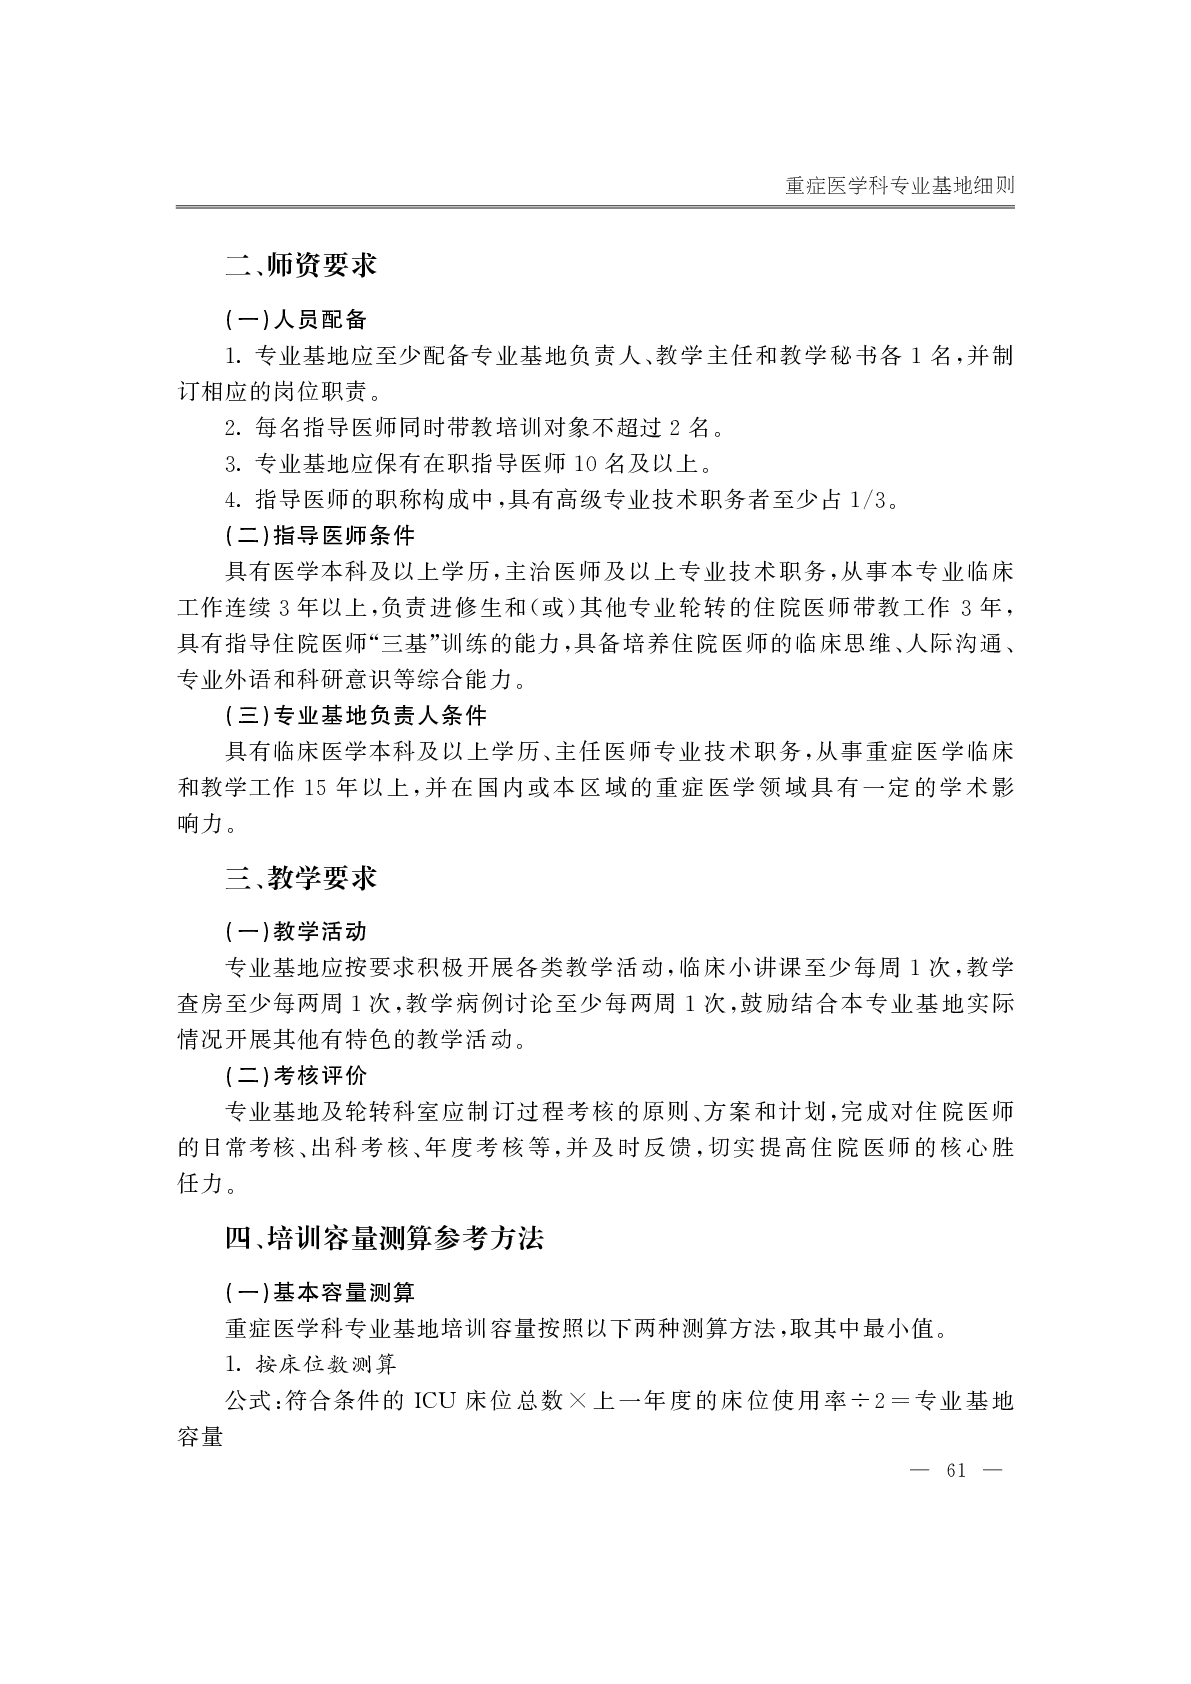 重症医学科专业基地细则
二、师资要求
(一)人员配备
1. 专业基地应至少配备专业基地负责人、教学主任和教学秘书各 1 名,并制
订相应的岗位职责。
2. 每名指导医师同时带教培训对象不超过 2 名。
3. 专业基地应保有在职指导医师 10 名及以上。
4. 指导医师的职称构成中,具有高级专业技术职务者至少占 1/3。
(二)指导医师条件
具有医学本科及以上学历,主治医师及以上专业技术职务,从事本专业临床
工作连续 3 年以上,负责进修生和(或)其他专业轮转的住院医师带教工作 3 年,
具有指导住院医师“三基”训练的能力,具备培养住院医师的临床思维、人际沟通、
专业外语和科研意识等综合能力。
(三)专业基地负责人条件
具有临床医学本科及以上学历、主任医师专业技术职务,从事重症医学临床
和教学工作 15 年以上,并在国内或本区域的重症医学领域具有一定的学术影
响力。
三、教学要求
(一)教学活动
专业基地应按要求积极开展各类教学活动,临床小讲课至少每周 1 次,教学
查房至少每两周 1 次,教学病例讨论至少每两周 1 次,鼓励结合本专业基地实际
情况开展其他有特色的教学活动。
(二)考核评价
专业基地及轮转科室应制订过程考核的原则、方案和计划,完成对住院医师
的日常考核、出科考核、年度考核等,并及时反馈,切实提高住院医师的核心胜
任力。
四、培训容量测算参考方法
(一)基本容量测算
重症医学科专业基地培训容量按照以下两种测算方法,取其中最小值。
1. 按床位数测算
公式:符合条件的 ICU 床位总数×上一年度的床位使用率÷2＝专业基地
容量
— 61 —